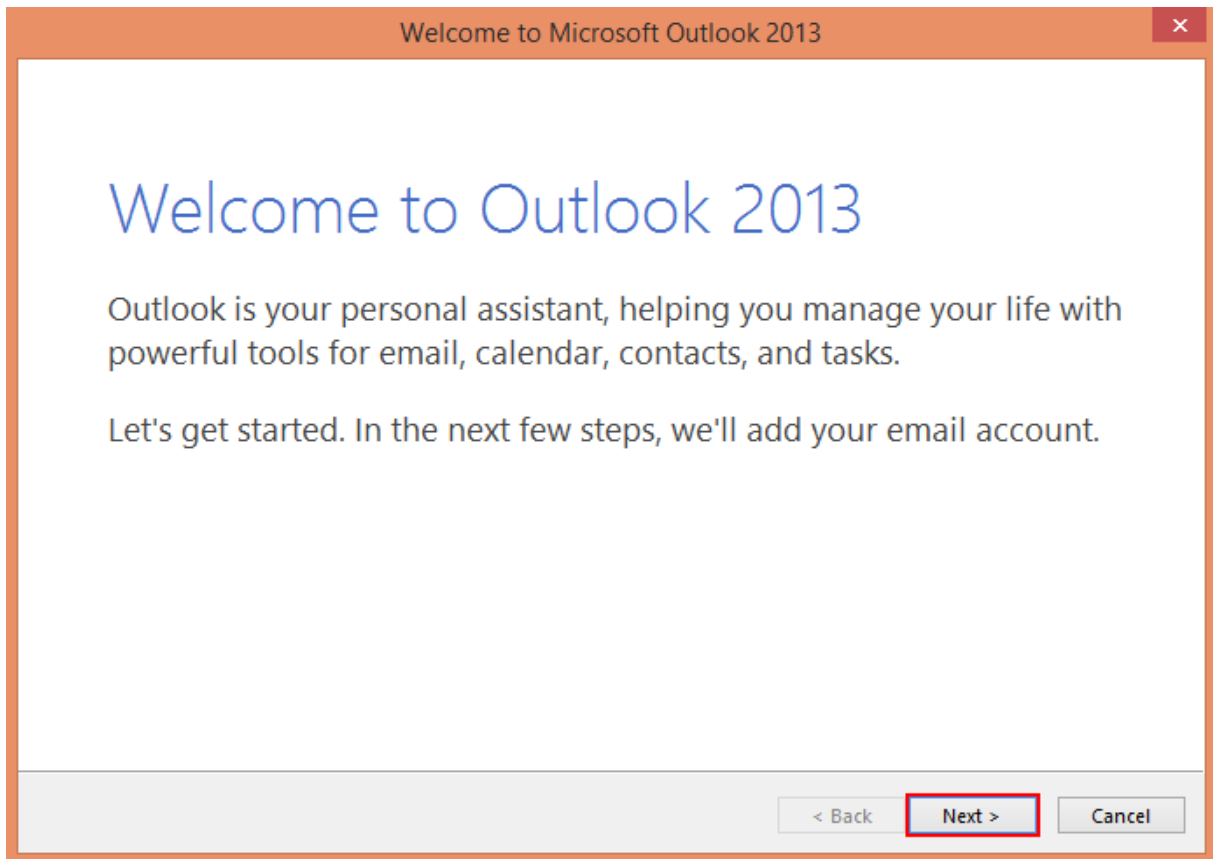 Welcome to Microsoft Outlook 2013
Welcome to Outlook 2013
Outlook is your personal assistant, helping you manage your life with
powerful tools for email, calendar, contacts, and tasks.
Let's get started. In the next few steps, we'll add your email account.
< Back Next > Cancel